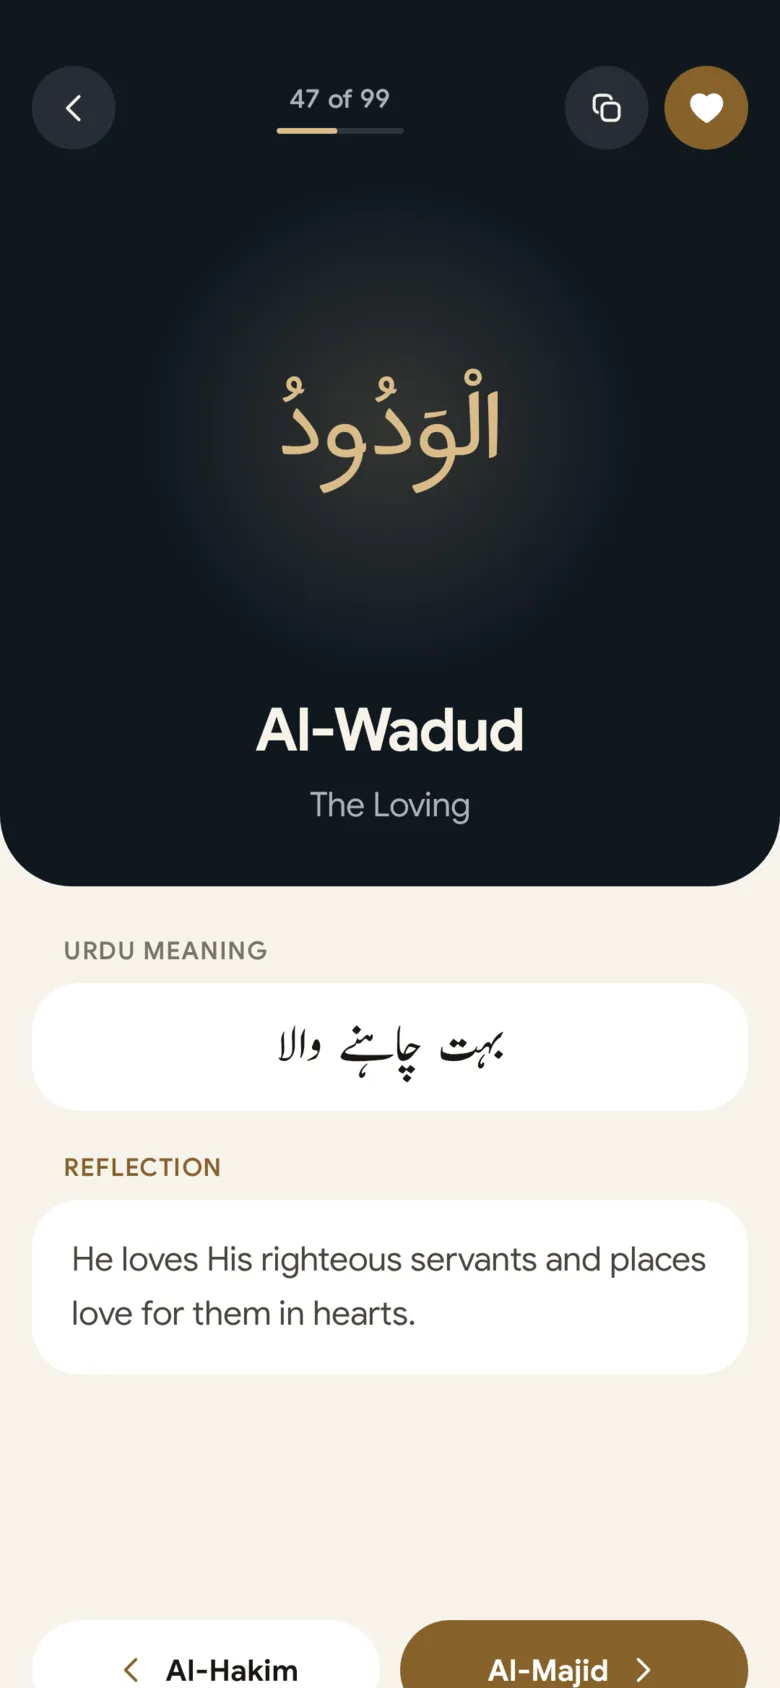 47 of 99
الْوَدُودُ
Al-Wadud
The Loving
URDU MEANING
بہت چاہنے والا
REFLECTION
He loves His righteous servants and places
love for them in hearts.
Al-Hakim
Al-Majid